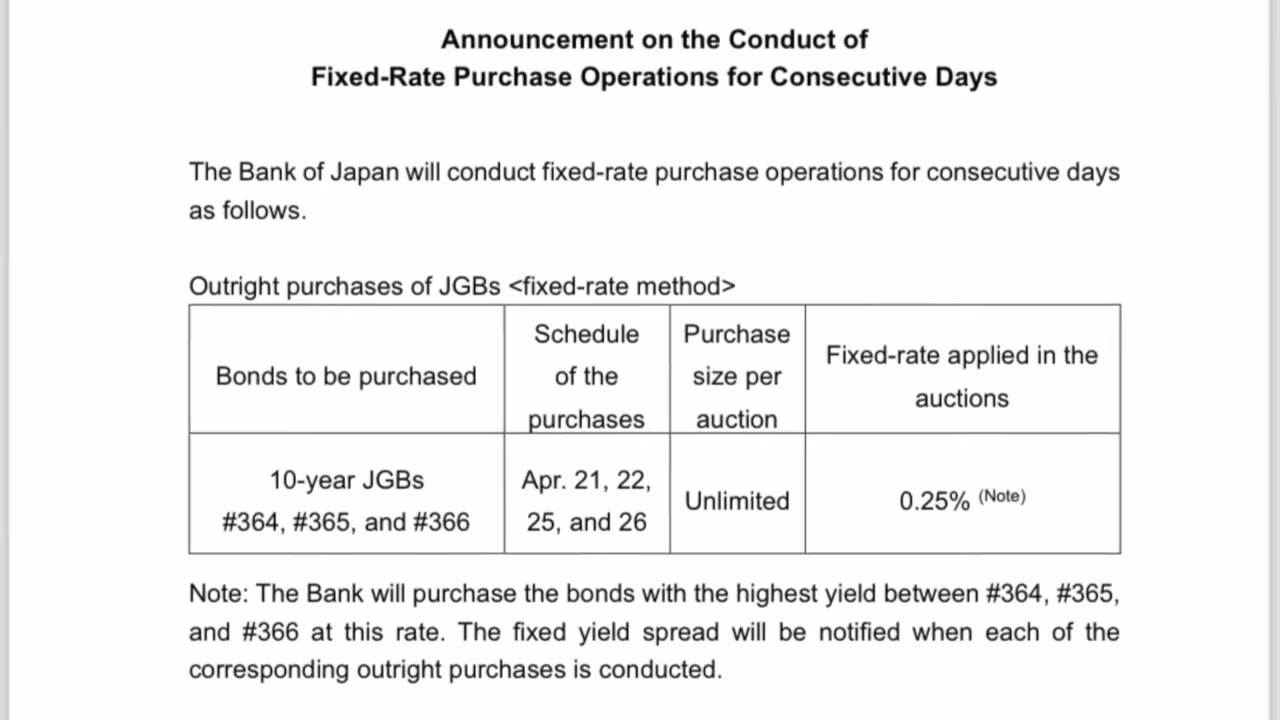 Announcement on the Conduct of
Fixed-Rate Purchase Operations for Consecutive Days
The Bank of Japan will conduct fixed-rate purchase operations for consecutive days
as follows.
Outright purchases of JGBs <fixed-rate method>
Bonds to be purchased
Schedule
of the
purchases
Purchase
size per
auction
Fixed-rate applied in the
auctions
10-year JGBs
#364, #365, and #366
Apr. 21, 22,
25, and 26
Unlimited
0.25% (Note)
Note: The Bank will purchase the bonds with the highest yield between #364, #365,
and #366 at this rate. The fixed yield spread will be notified when each of the
corresponding outright purchases is conducted.